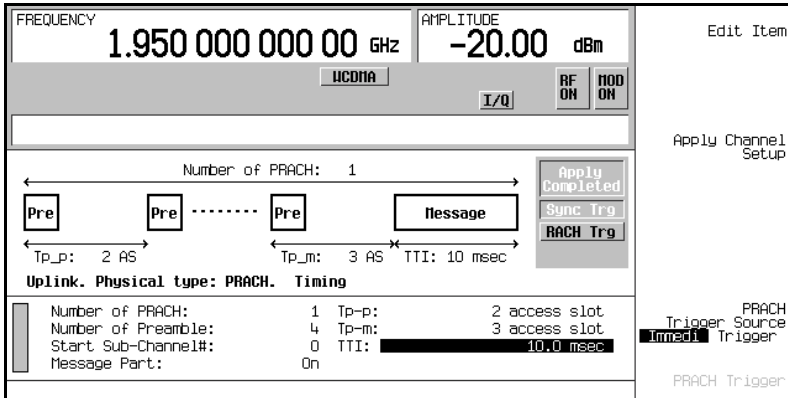 FREQUENCY
1.950 000 000 00 GHz
AMPLITUDE
-20.00 dBm
WCDMA
I/Q
RF ON
MOD ON
Edit Item
Apply Channel
Setup
Number of PRACH: 1
Pre
Pre
Pre
Message
Tp_p: 2 AS
Tp_m: 3 AS
TTI: 10 msec
Apply
Completed
Sync Trg
RACH Trg
Uplink. Physical type: PRACH. Timing
Number of PRACH: 1 Tp-p: 2 access slot
Number of Preamble: 4 Tp-m: 3 access slot
Start Sub-Channel#: 0 TTI: 10.0 msec
Message Part: On
PRACH
Trigger Source
Immedi Trigger
PRACH Trigger